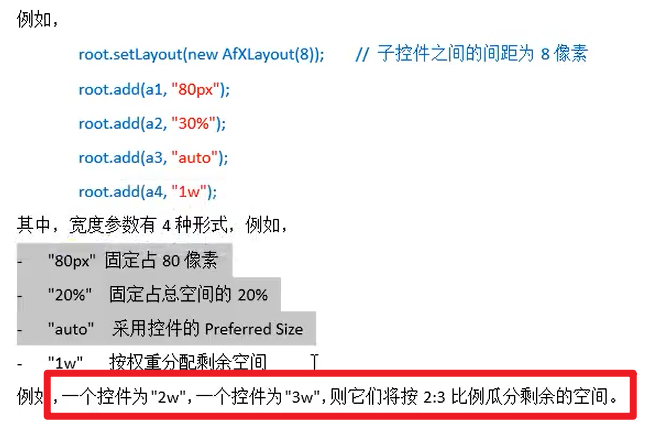 例如，
root.setLayout(new AfXLayout(8)); // 子控件之间的间距为 8 像素
root.add(a1, "80px");
root.add(a2, "30%");
root.add(a3, "auto");
root.add(a4, "1w");
其中，宽度参数有 4 种形式，例如，
- "80px" 固定占 80 像素
- "20%" 固定占总空间的 20%
- "auto" 采用控件的 Preferred Size
- "1w" 按权重分配剩余空间
例如，一个控件为"2w"，一个控件为"3w"，则它们将按 2:3 比例瓜分剩余的空间。